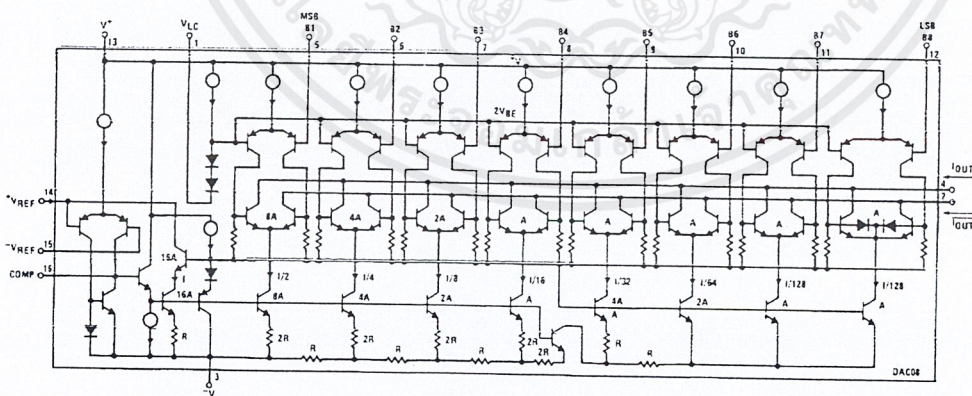 V+ VLC MSB B1 B2 B3 B4 B5 B6 B7 LSB B8
13 1 5 6 7 8 9 10 11 12
2VBE
IOUT
4
IOUT
14
+VREF
-VREF
15
COMP
16
8A 4A 2A A A A A A
16A
I I/2 I/4 I/8 I/16 I/32 I/64 I/128 I/128
16A 8A 4A 2A A 4A 2A A A
A
R 2R 2R 2R 2R 2R R
R R R R
3
-V
DAC08